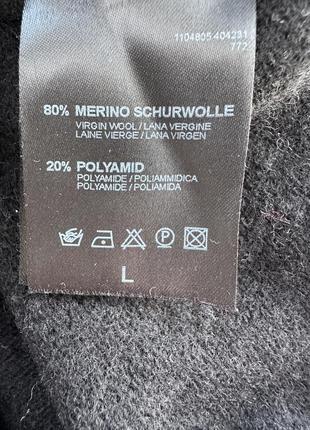 1104805 404231
772
80% MERINO SCHURWOLLE
VIRGIN WOOL / LANA VERGINE
LAINE VIERGE / LANA VIRGEN
20% POLYAMID
POLYAMIDE / POLIAMMIDICA
POLYAMIDE / POLIAMIDA
P
L